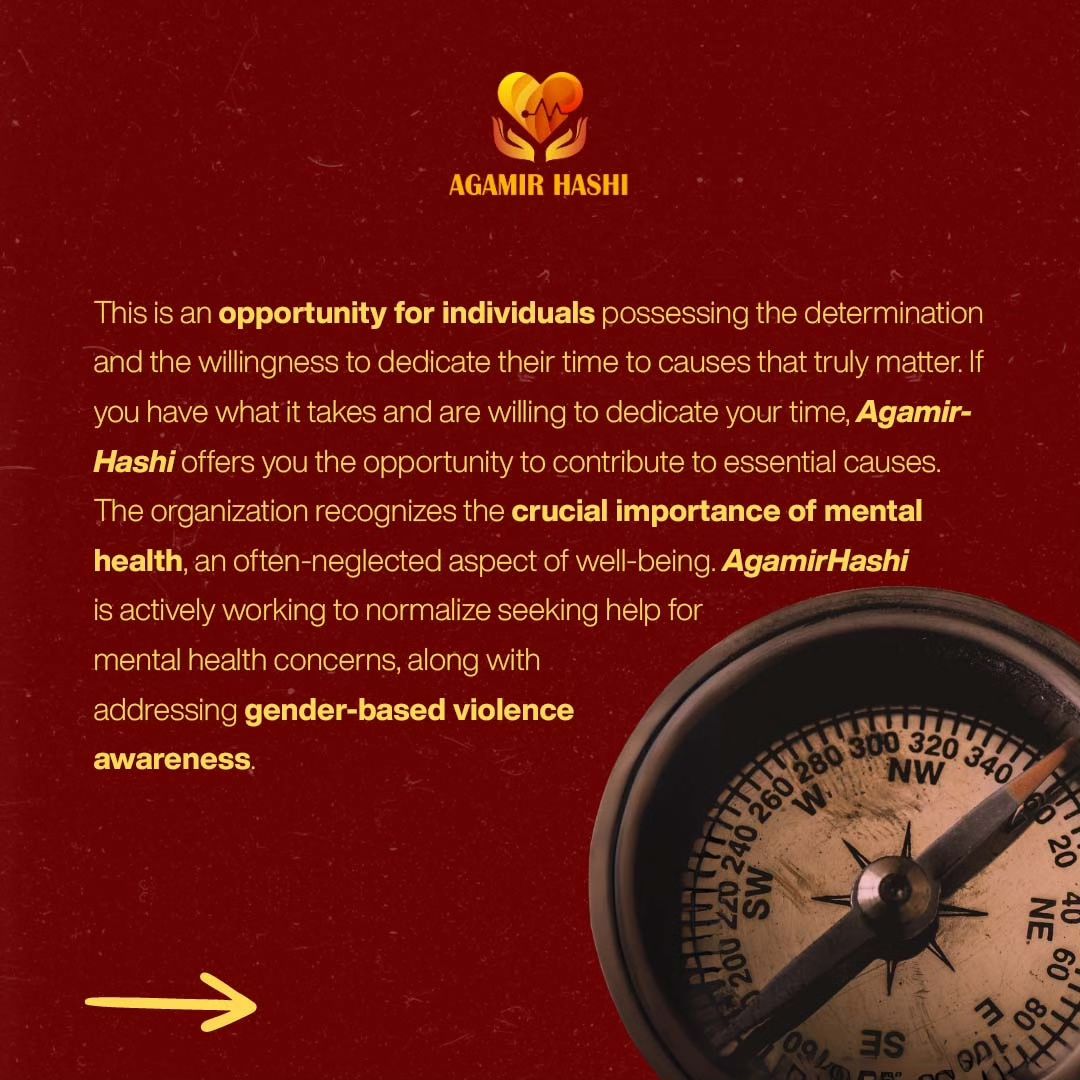 AGAMIR HASHI
This is an opportunity for individuals possessing the determination
and the willingness to dedicate their time to causes that truly matter. If
you have what it takes and are willing to dedicate your time, Agamir-
Hashi offers you the opportunity to contribute to essential causes.
The organization recognizes the crucial importance of mental
health, an often-neglected aspect of well-being. AgamirHashi
is actively working to normalize seeking help for
mental health concerns, along with
addressing gender-based violence
awareness.
200 220 240 260 280 300 320 340
20 40 60 80 100
SW W NW NE E SE